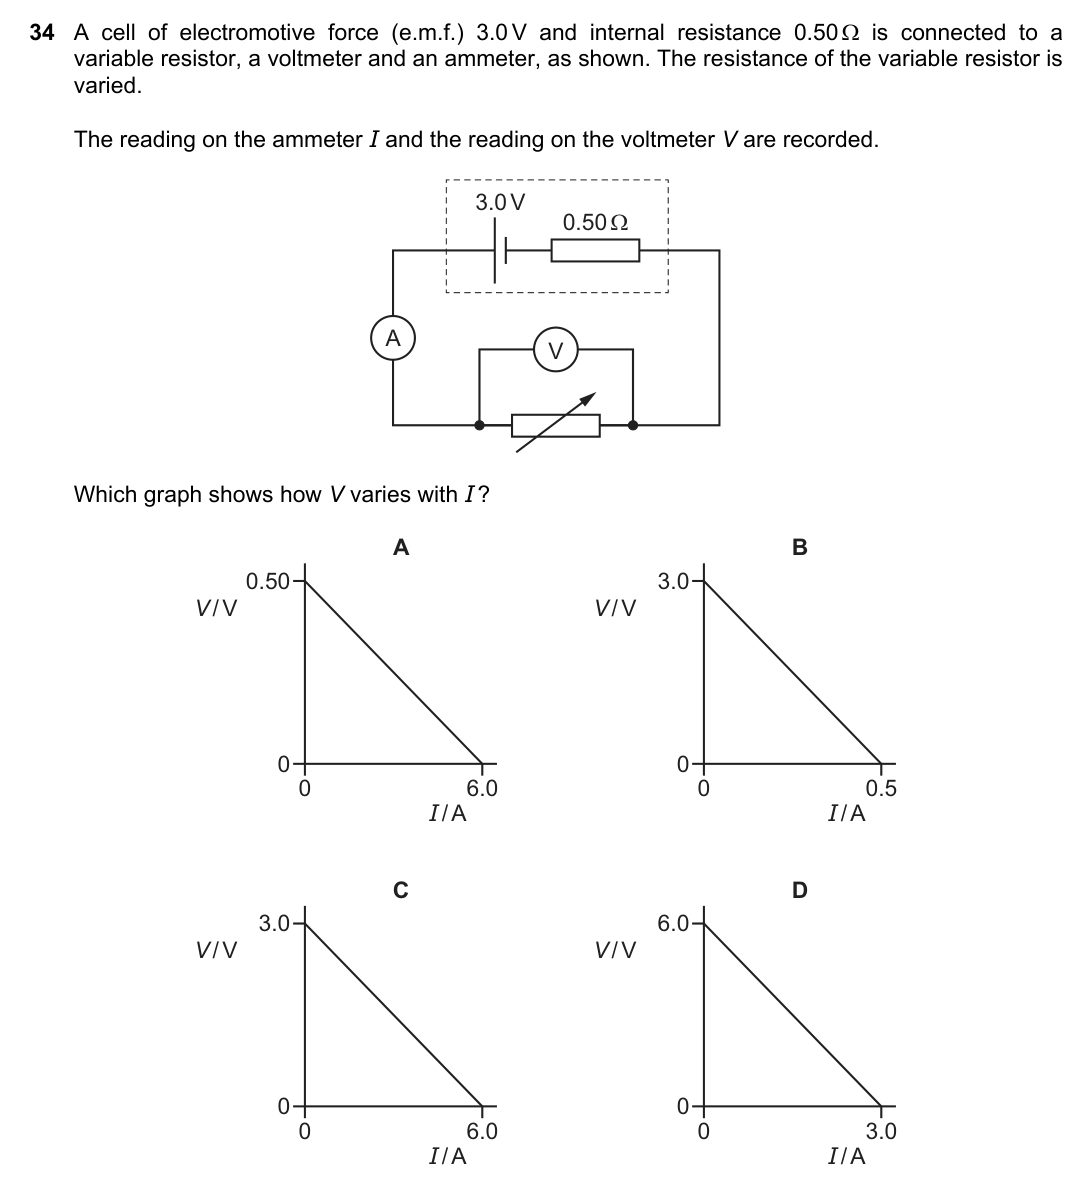 34 A cell of electromotive force (e.m.f.) 3.0 V and internal resistance 0.50 Ω is connected to a
variable resistor, a voltmeter and an ammeter, as shown. The resistance of the variable resistor is
varied.
The reading on the ammeter I and the reading on the voltmeter V are recorded.
3.0 V
0.50 Ω
A
V
Which graph shows how V varies with I?
A
0.50
V/V
0
0
6.0
I/A
B
3.0
V/V
0
0
0.5
I/A
C
3.0
V/V
0
0
6.0
I/A
D
6.0
V/V
0
0
3.0
I/A